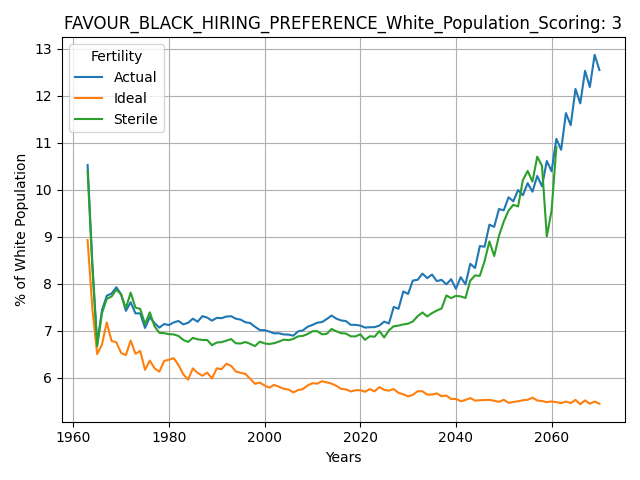 FAVOUR_BLACK_HIRING_PREFERENCE_White_Population_Scoring: 3
Fertility
Actual
Ideal
Sterile
% of White Population
13
12
11
10
9
8
7
6
1960 1980 2000 2020 2040 2060
Years